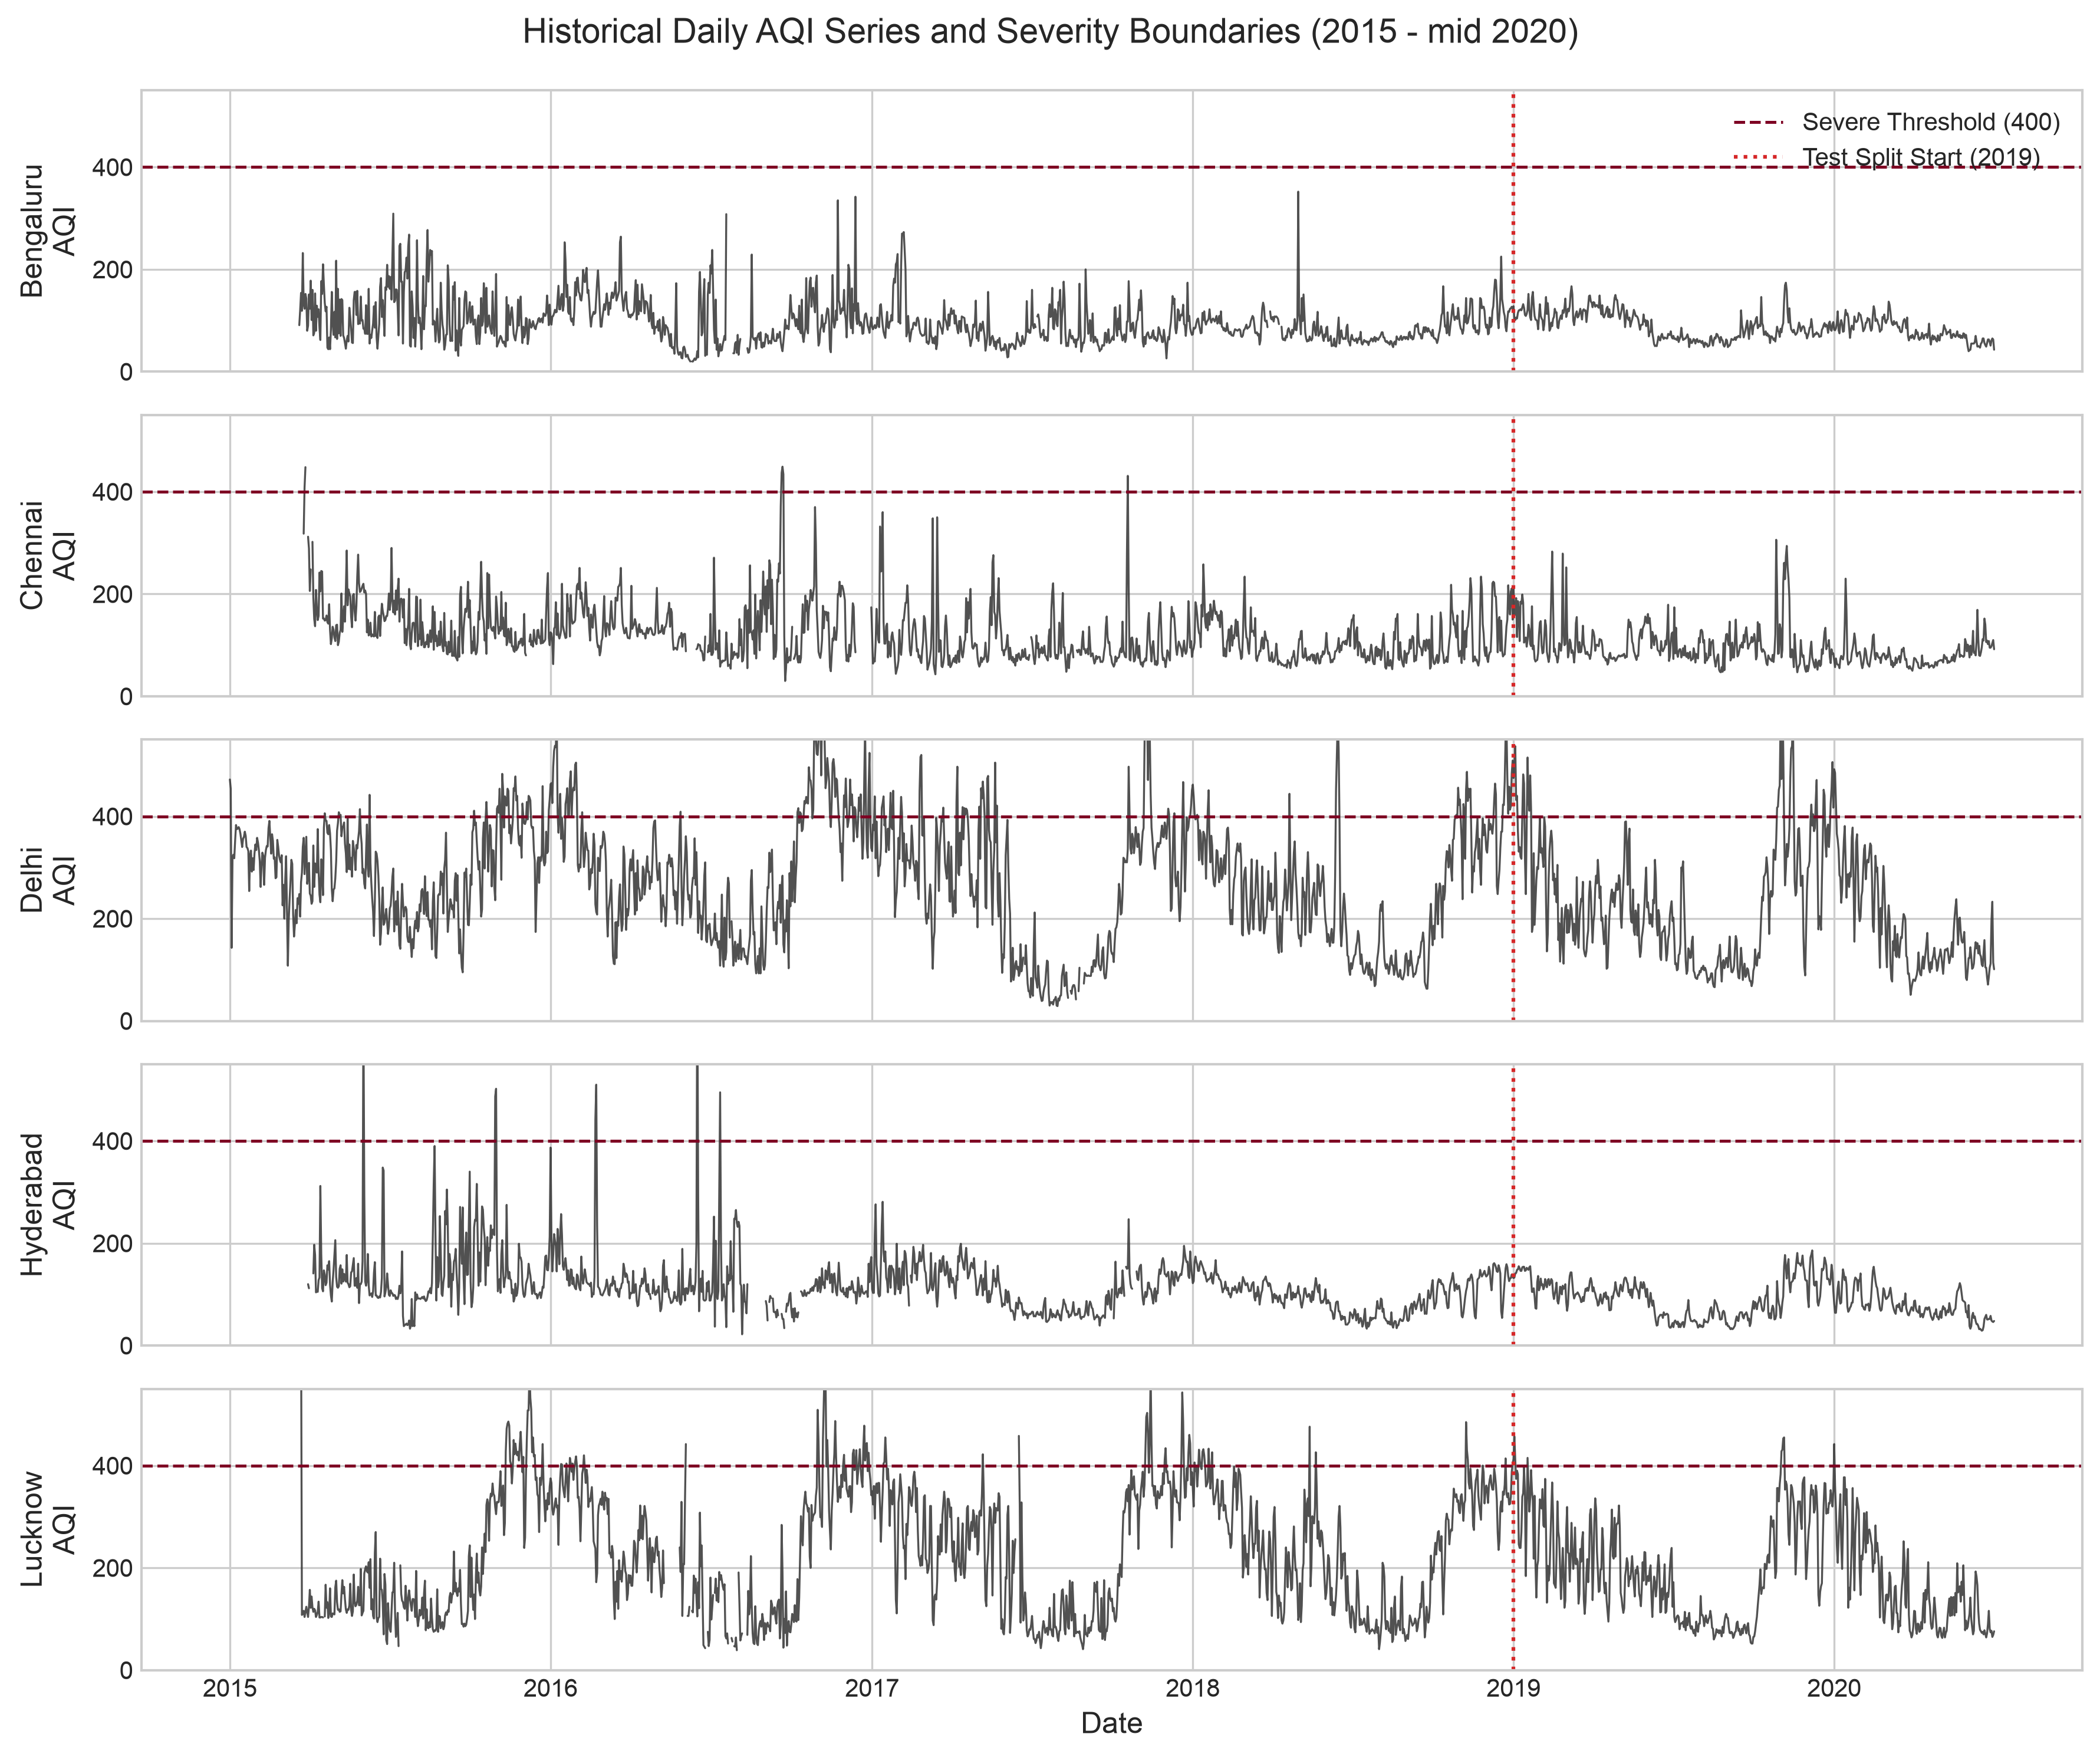 Historical Daily AQI Series and Severity Boundaries (2015 - mid 2020)
Severe Threshold (400)
Test Split Start (2019)
Bengaluru
AQI
400
200
0
Chennai
AQI
400
200
0
Delhi
AQI
400
200
0
Hyderabad
AQI
400
200
0
Lucknow
AQI
400
200
0
2015 2016 2017 2018 2019 2020
Date